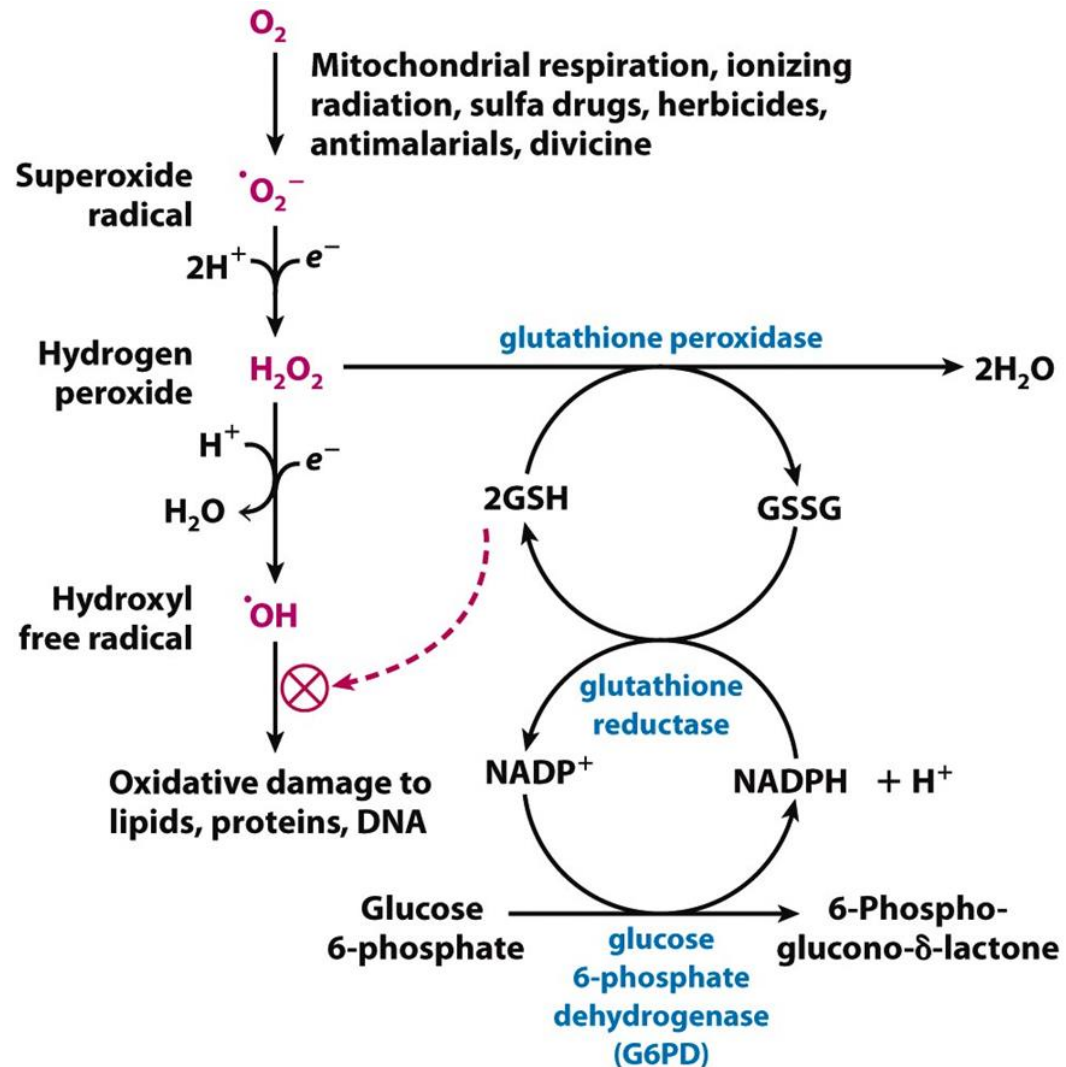 O₂
Mitochondrial respiration, ionizing
radiation, sulfa drugs, herbicides,
antimalarials, divicine
Superoxide
radical
•O₂⁻
2H⁺
e⁻
Hydrogen
peroxide
H₂O₂
glutathione peroxidase
2H₂O
H⁺
e⁻
H₂O
2GSH
GSSG
Hydroxyl
free radical
•OH
glutathione
reductase
NADP⁺
NADPH + H⁺
Oxidative damage to
lipids, proteins, DNA
Glucose
6-phosphate
6-Phospho-
glucono-δ-lactone
glucose
6-phosphate
dehydrogenase
(G6PD)